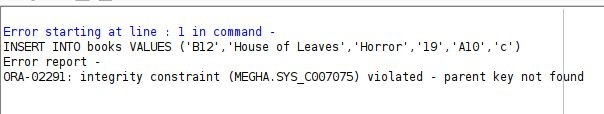 Error starting at line : 1 in command -
INSERT INTO books VALUES ('B12','House of Leaves','Horror','19','A10','c')
Error report -
ORA-02291: integrity constraint (MEGHA.SYS_C007075) violated - parent key not found